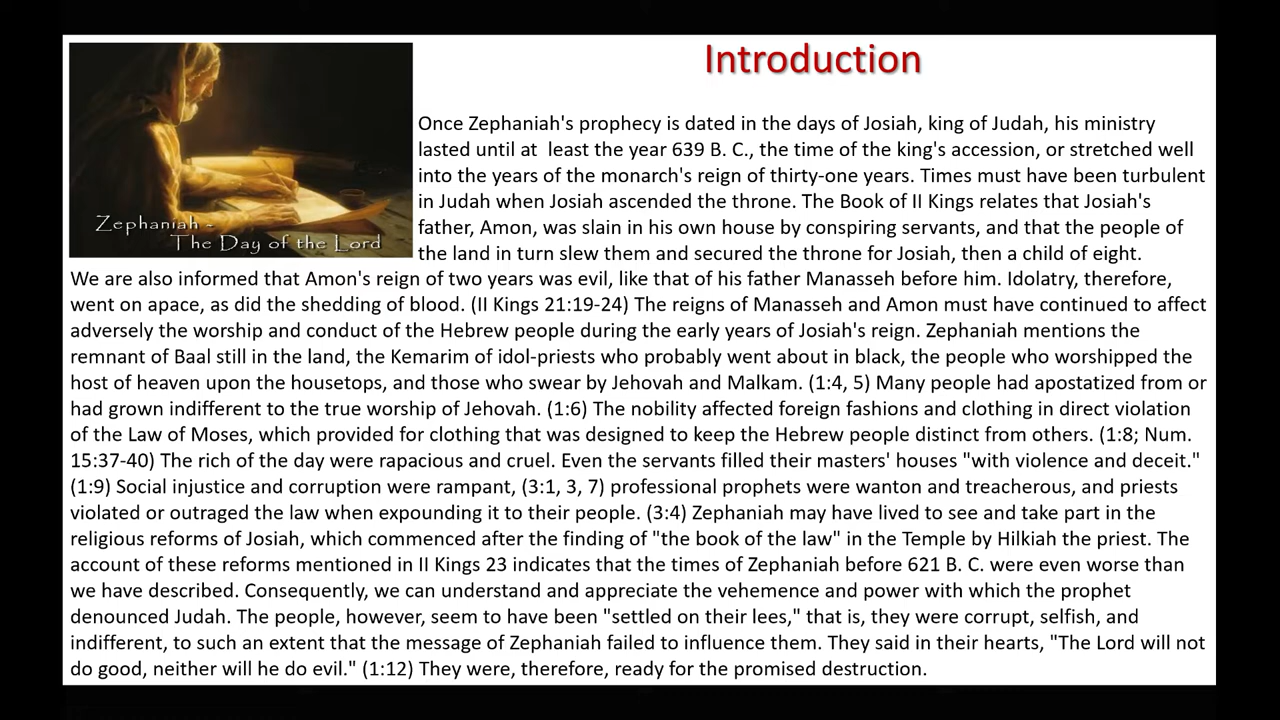 Introduction
Zephaniah -
The Day of the Lord
Once Zephaniah's prophecy is dated in the days of Josiah, king of Judah, his ministry
lasted until at  least the year 639 B. C., the time of the king's accession, or stretched well
into the years of the monarch's reign of thirty-one years. Times must have been turbulent
in Judah when Josiah ascended the throne. The Book of II Kings relates that Josiah's
father, Amon, was slain in his own house by conspiring servants, and that the people of
the land in turn slew them and secured the throne for Josiah, then a child of eight.
We are also informed that Amon's reign of two years was evil, like that of his father Manasseh before him. Idolatry, therefore,
went on apace, as did the shedding of blood. (II Kings 21:19-24) The reigns of Manasseh and Amon must have continued to affect
adversely the worship and conduct of the Hebrew people during the early years of Josiah's reign. Zephaniah mentions the
remnant of Baal still in the land, the Kemarim of idol-priests who probably went about in black, the people who worshipped the
host of heaven upon the housetops, and those who swear by Jehovah and Malkam. (1:4, 5) Many people had apostatized from or
had grown indifferent to the true worship of Jehovah. (1:6) The nobility affected foreign fashions and clothing in direct violation
of the Law of Moses, which provided for clothing that was designed to keep the Hebrew people distinct from others. (1:8; Num.
15:37-40) The rich of the day were rapacious and cruel. Even the servants filled their masters' houses "with violence and deceit."
(1:9) Social injustice and corruption were rampant, (3:1, 3, 7) professional prophets were wanton and treacherous, and priests
violated or outraged the law when expounding it to their people. (3:4) Zephaniah may have lived to see and take part in the
religious reforms of Josiah, which commenced after the finding of "the book of the law" in the Temple by Hilkiah the priest. The
account of these reforms mentioned in II Kings 23 indicates that the times of Zephaniah before 621 B. C. were even worse than
we have described. Consequently, we can understand and appreciate the vehemence and power with which the prophet
denounced Judah. The people, however, seem to have been "settled on their lees," that is, they were corrupt, selfish, and
indifferent, to such an extent that the message of Zephaniah failed to influence them. They said in their hearts, "The Lord will not
do good, neither will he do evil." (1:12) They were, therefore, ready for the promised destruction.